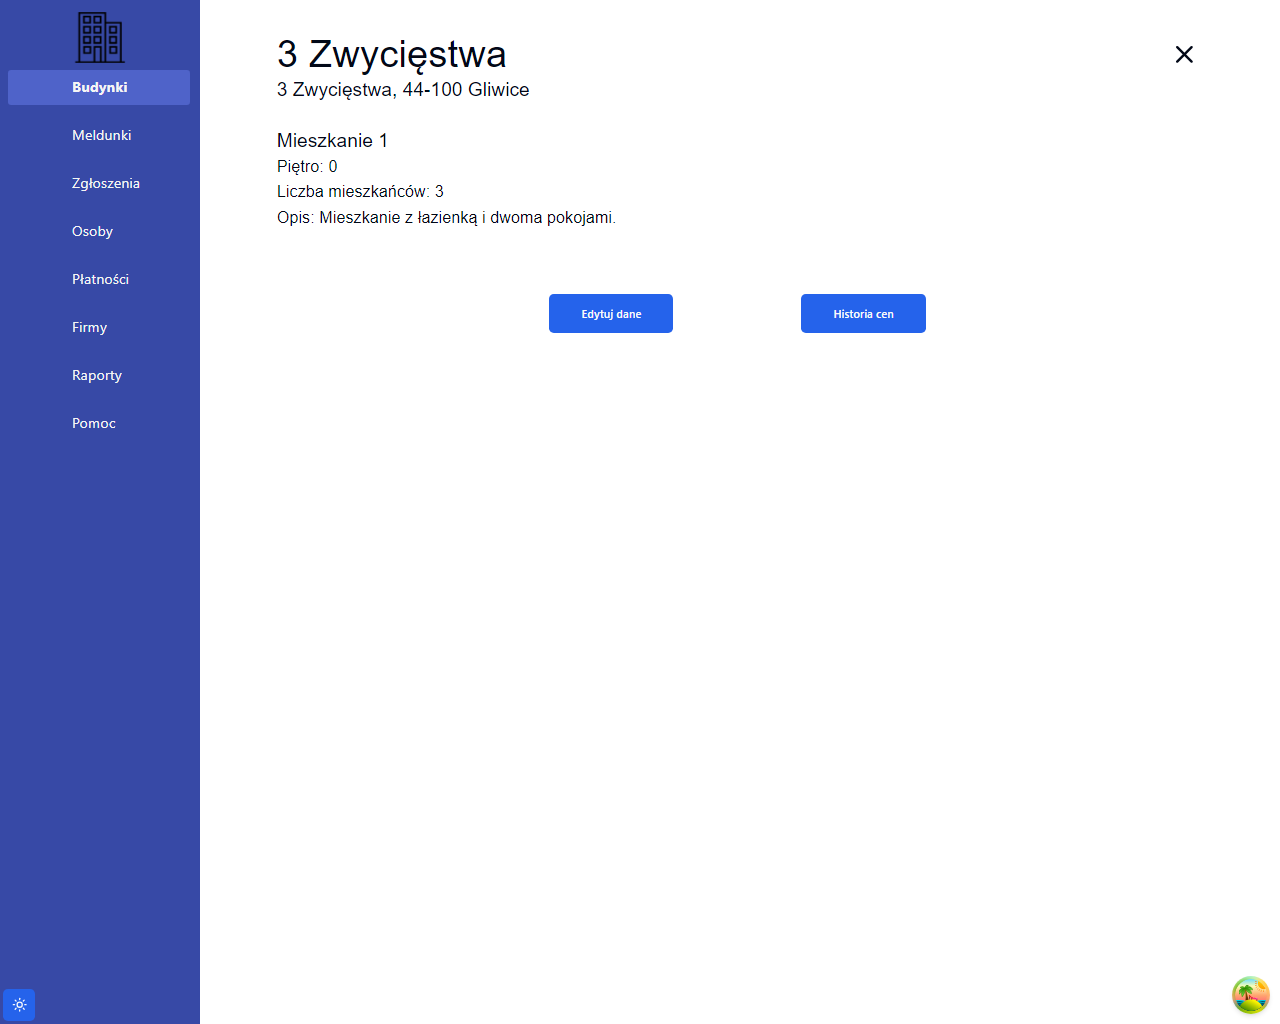 Budynki
Meldunki
Zgłoszenia
Osoby
Płatności
Firmy
Raporty
Pomoc
3 Zwycięstwa
3 Zwycięstwa, 44-100 Gliwice
Mieszkanie 1
Piętro: 0
Liczba mieszkańców: 3
Opis: Mieszkanie z łazienką i dwoma pokojami.
Edytuj dane
Historia cen